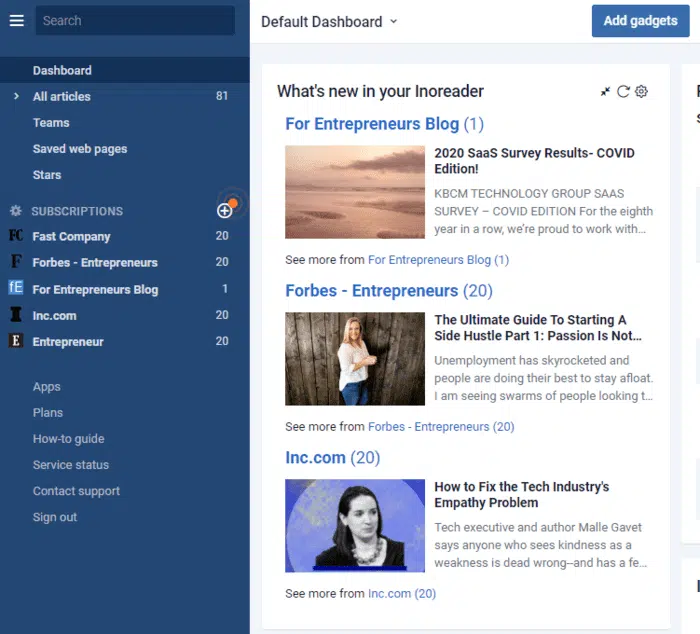 Search
Default Dashboard
Add gadgets
Dashboard
All articles 81
Teams
Saved web pages
Stars
SUBSCRIPTIONS
FC Fast Company 20
F Forbes - Entrepreneurs 20
fE For Entrepreneurs Blog 1
Inc.com 20
E Entrepreneur 20
Apps
Plans
How-to guide
Service status
Contact support
Sign out
What's new in your Inoreader
For Entrepreneurs Blog (1)
2020 SaaS Survey Results- COVID
Edition!
KBCM TECHNOLOGY GROUP SAAS
SURVEY – COVID EDITION For the eighth
year in a row, we're proud to work with...
See more from For Entrepreneurs Blog (1)
Forbes - Entrepreneurs (20)
The Ultimate Guide To Starting A
Side Hustle Part 1: Passion Is Not...
Unemployment has skyrocketed and
people are doing their best to stay afloat.
I am seeing swarms of people looking t...
See more from Forbes - Entrepreneurs (20)
Inc.com (20)
How to Fix the Tech Industry's
Empathy Problem
Tech executive and author Malle Gavet
says anyone who sees kindness as a
weakness is dead wrong--and has a fe...
See more from Inc.com (20)